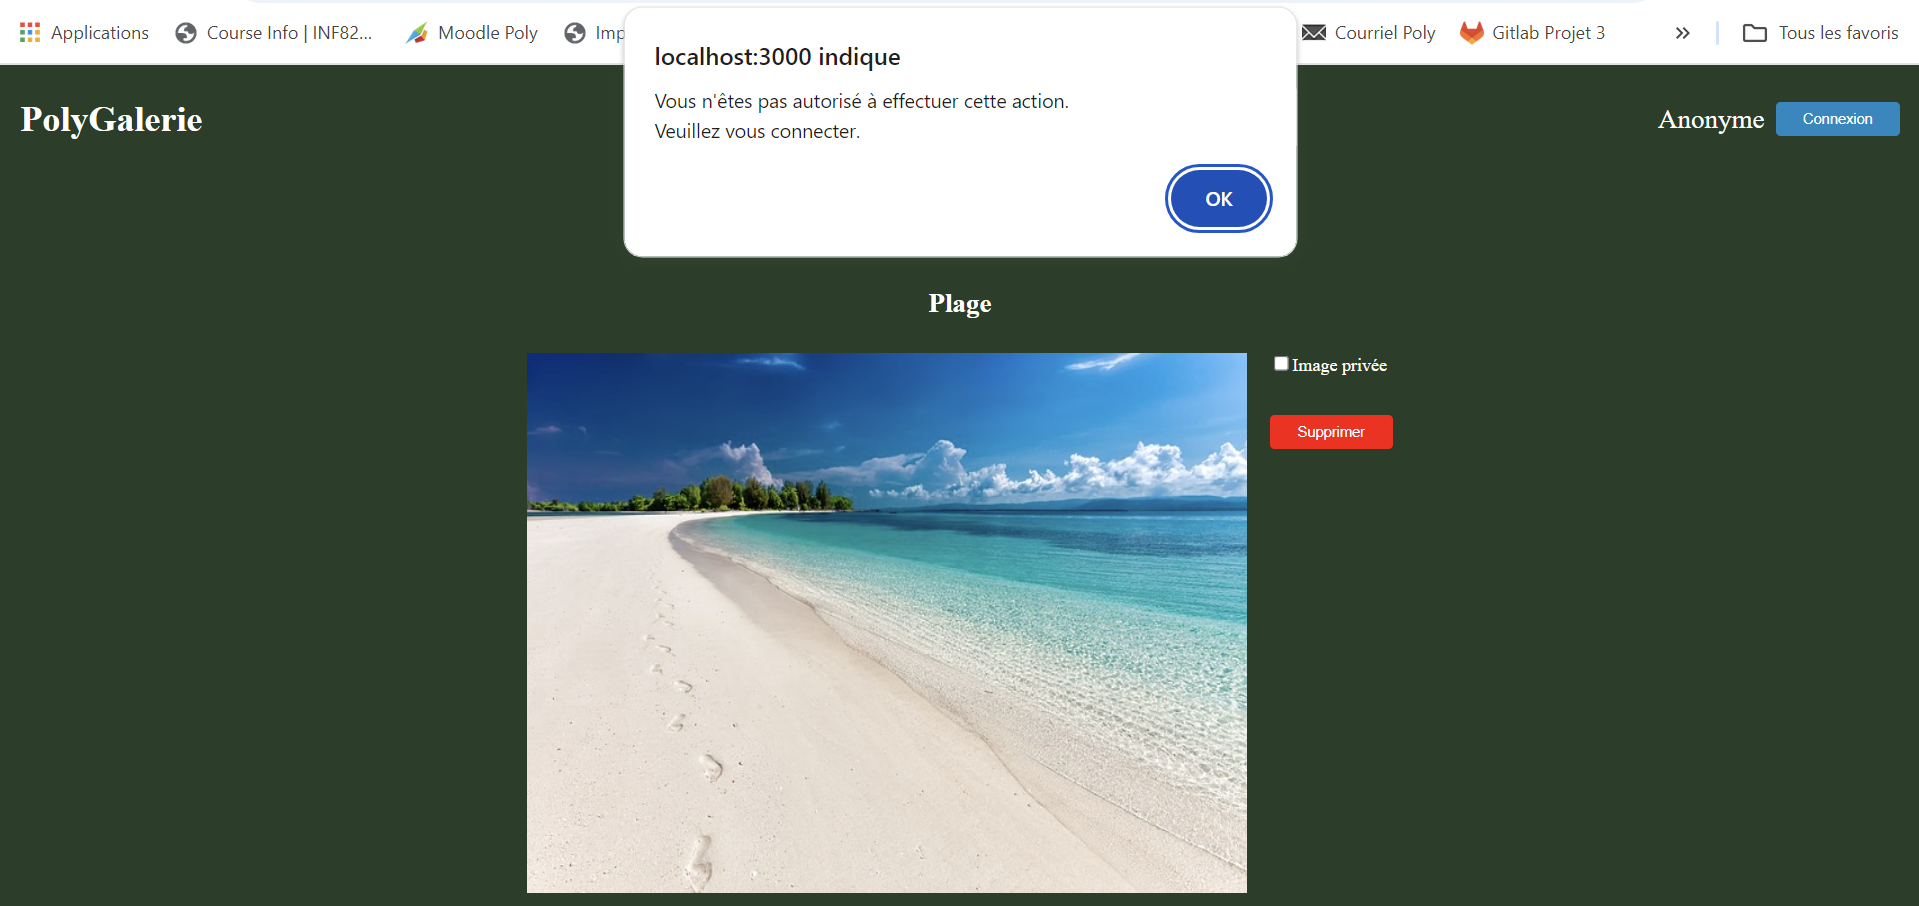 Applications
Course Info | INF82...
Moodle Poly
Imp
Courriel Poly
Gitlab Projet 3
Tous les favoris
localhost:3000 indique
Vous n'êtes pas autorisé à effectuer cette action.
Veuillez vous connecter.
OK
PolyGalerie
Anonyme
Connexion
Plage
Image privée
Supprimer